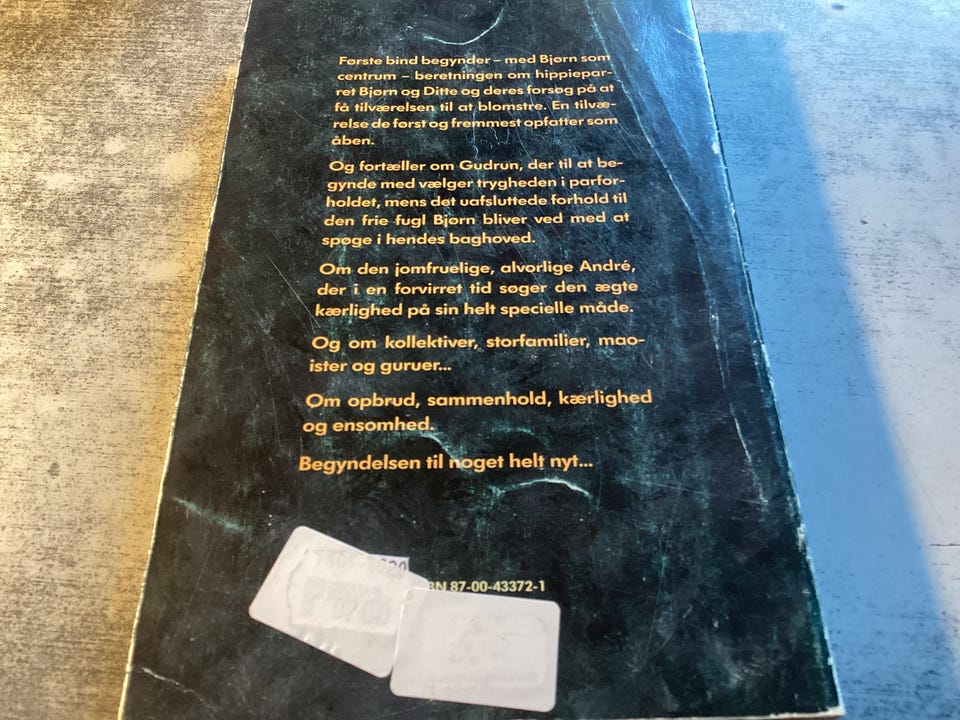 Første bind begynder – med Bjørn som
centrum – beretningen om hippiepar-
ret Bjørn og Ditte og deres forsøg på at
få tilværelsen til at blomstre. En tilvæ-
relse de først og fremmest opfatter som
åben.
Og fortæller om Gudrun, der til at be-
gynde med vælger trygheden i parfor-
holdet, mens det uafsluttede forhold til
den frie fugl Bjørn bliver ved med at
spøge i hendes baghoved.
Om den jomfruelige, alvorlige André,
der i en forvirret tid søger den ægte
kærlighed på sin helt specielle måde.
Og om kollektiver, storfamilier, mao-
ister og guruer...
Om opbrud, sammenhold, kærlighed
og ensomhed.
Begyndelsen til noget helt nyt...
BN 87-00-43372-1